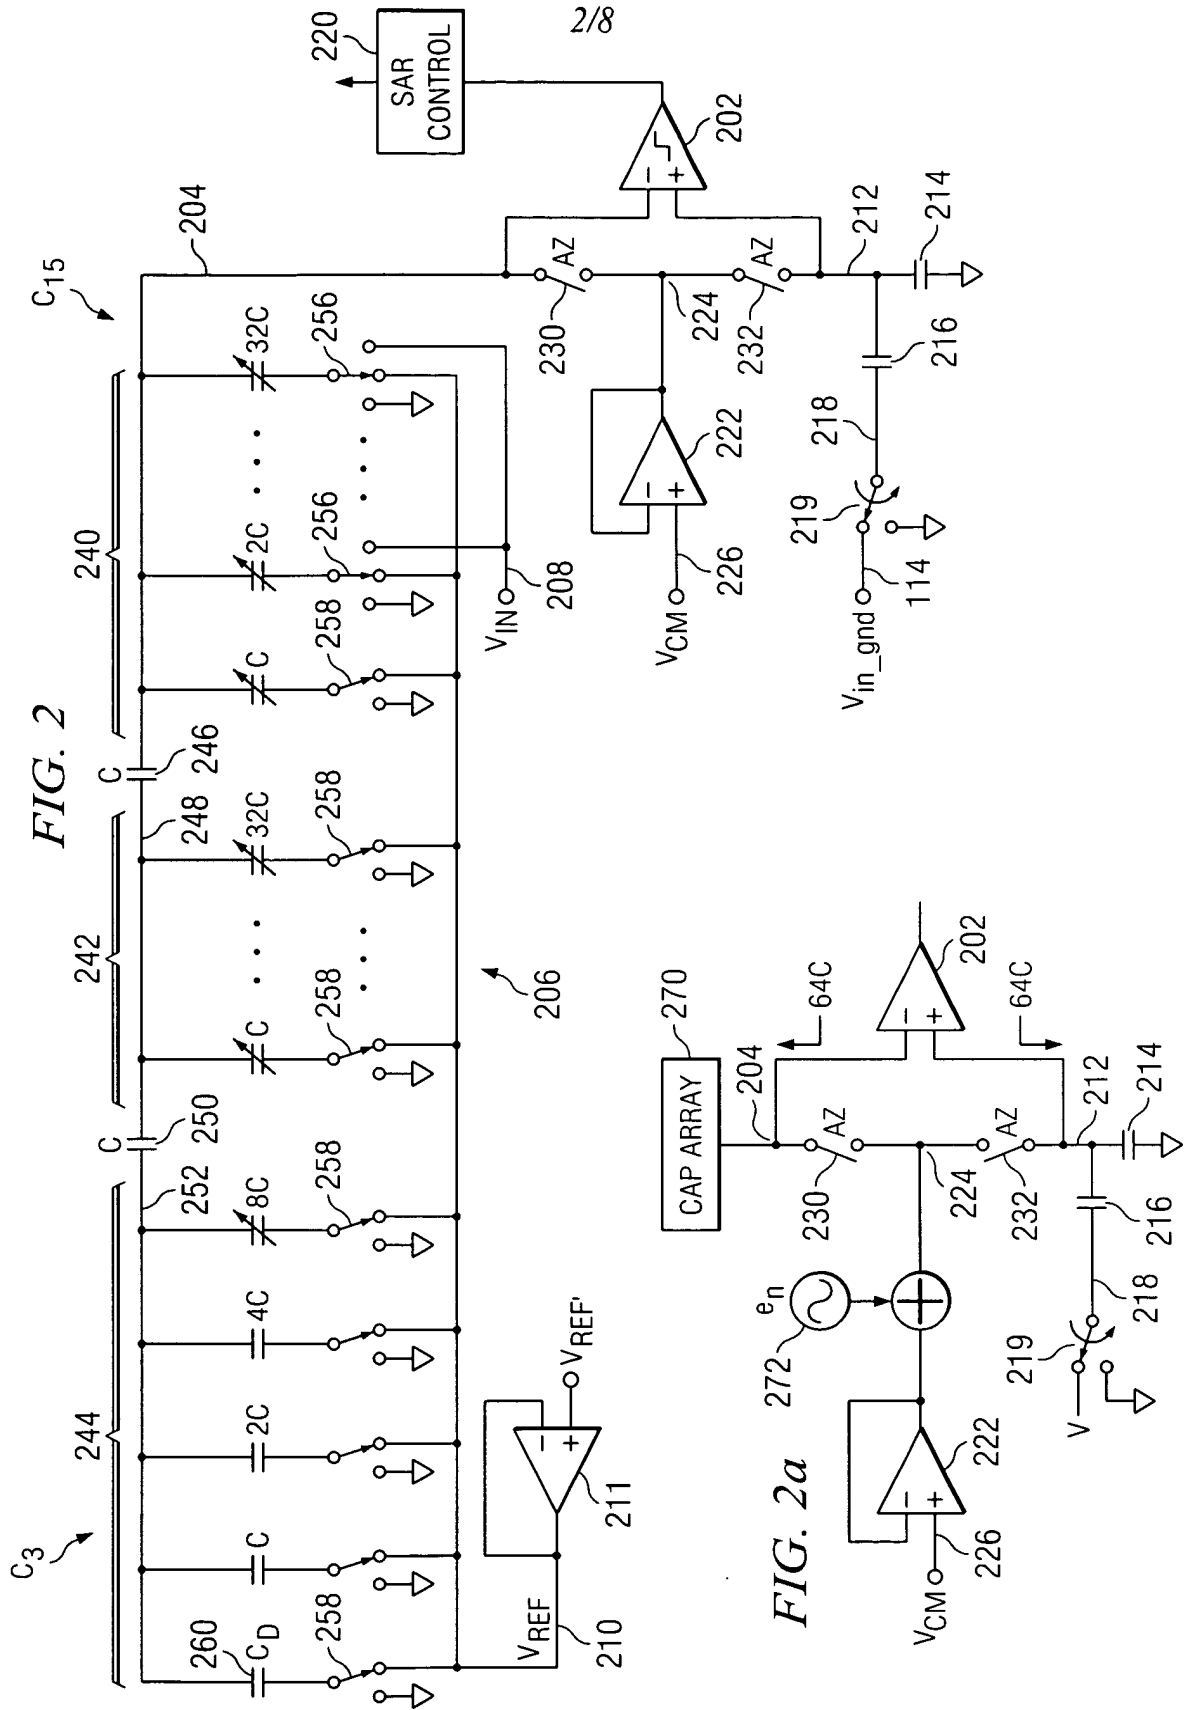 2/8
FIG. 2
C3
244
242
240
C15
252
C
250
248
C
246
204
260
CD
C
2C
4C
8C
C
32C
C
2C
32C
258
258
258
258
258
256
256
206
VREF
210
211
VREF'
VIN
208
230
AZ
224
232
AZ
VCM
226
222
-
+
-
+
-
+
202
SAR
CONTROL
220
Vin_gnd
114
219
218
216
212
214
FIG. 2a
CAP ARRAY
270
204
64C
64C
230
AZ
224
232
AZ
en
272
VCM
226
222
-
+
-
+
202
V
219
218
216
212
214